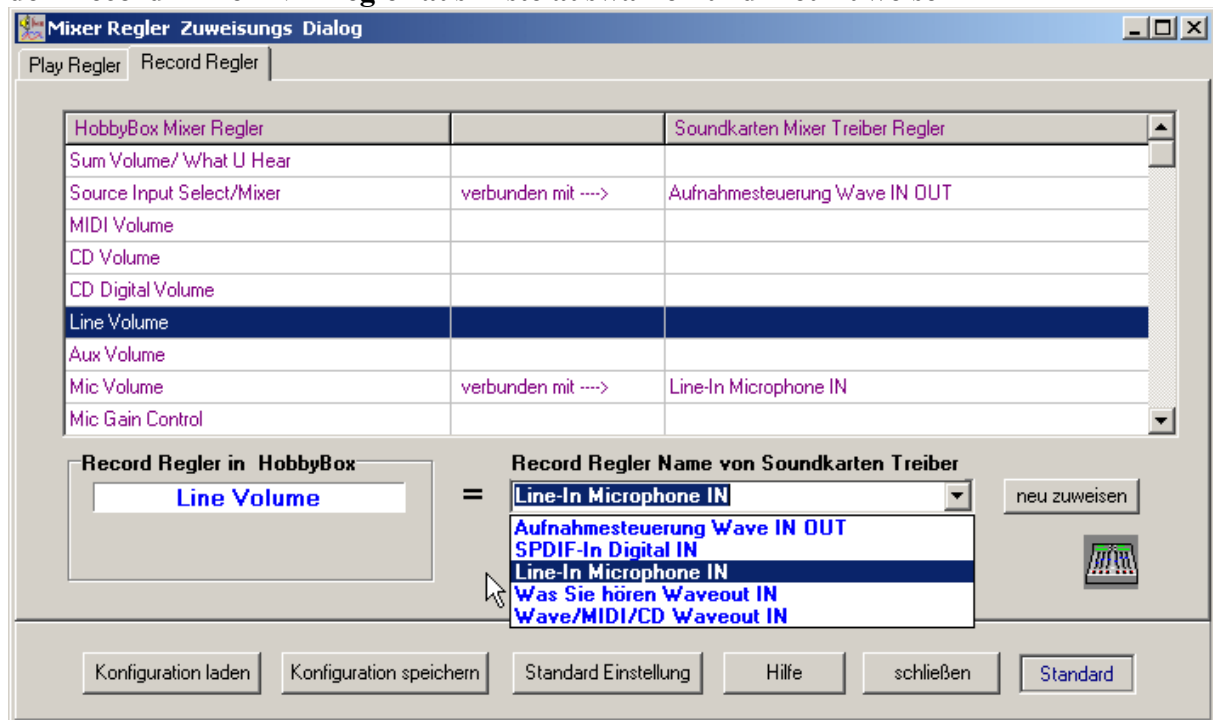 Mixer Regler Zuweisungs Dialog
Play Regler Record Regler
HobbyBox Mixer Regler Soundkarten Mixer Treiber Regler
Sum Volume/ What U Hear
Source Input Select/Mixer verbunden mit ----> Aufnahmesteuerung Wave IN OUT
MIDI Volume
CD Volume
CD Digital Volume
Line Volume
Aux Volume
Mic Volume verbunden mit ----> Line-In Microphone IN
Mic Gain Control
Record Regler in HobbyBox Record Regler Name von Soundkarten Treiber
Line Volume = Line-In Microphone IN neu zuweisen
Aufnahmesteuerung Wave IN OUT
SPDIF-In Digital IN
Line-In Microphone IN
Was Sie hören Waveout IN
Wave/MIDI/CD Waveout IN
Konfiguration laden Konfiguration speichern Standard Einstellung Hilfe schließen Standard